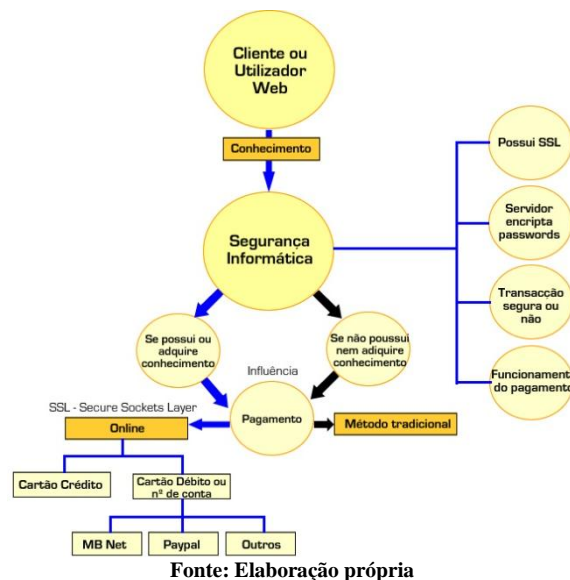 Cliente ou
Utilizador
Web
Conhecimento
Possui SSL
Servidor
encripta
passwords
Segurança
Informática
Transacção
segura ou
não
Se possui ou
adquire
conhecimento
Se não poussui
nem adiquire
conhecimento
Influência
Funcionament
do pagamento
SSL - Secure Sockets Layer
Online
Pagamento
Método tradicional
Cartão Crédito
Cartão Débito ou
nº de conta
MB Net
Paypal
Outros
Fonte: Elaboração própria